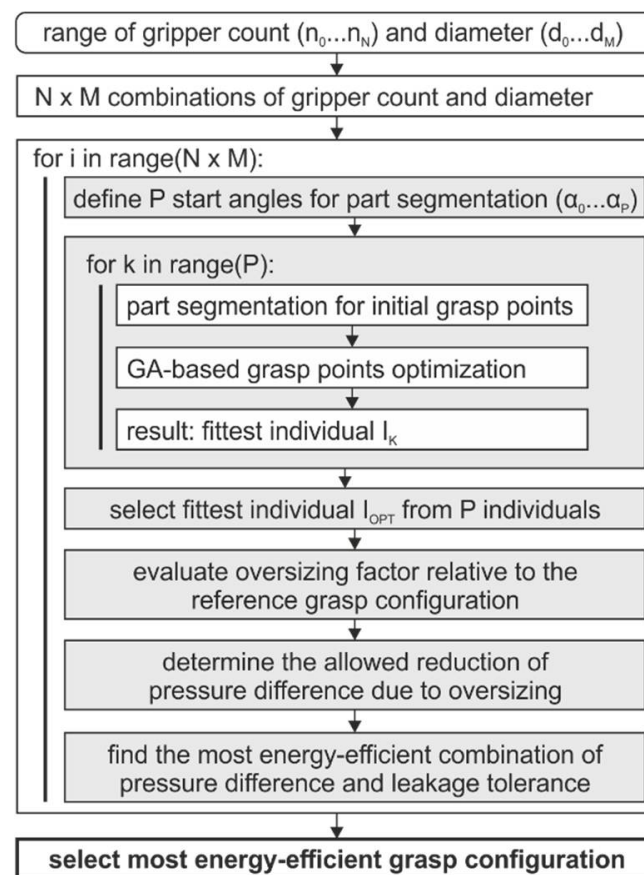 range of gripper count (n₀...n_N) and diameter (d₀...d_M)
N x M combinations of gripper count and diameter
for i in range(N x M):
define P start angles for part segmentation (α₀...α_P)
for k in range(P):
part segmentation for initial grasp points
GA-based grasp points optimization
result: fittest individual I_K
select fittest individual I_OPT from P individuals
evaluate oversizing factor relative to the
reference grasp configuration
determine the allowed reduction of
pressure difference due to oversizing
find the most energy-efficient combination of
pressure difference and leakage tolerance
select most energy-efficient grasp configuration